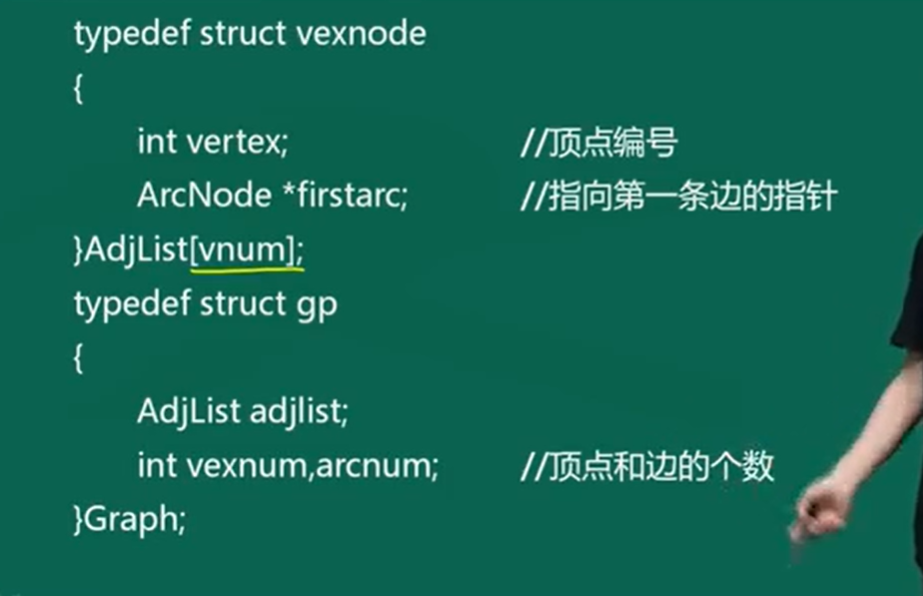 typedef struct vexnode
{
int vertex; //顶点编号
ArcNode *firstarc; //指向第一条边的指针
}AdjList[vnum];
typedef struct gp
{
AdjList adjlist;
int vexnum,arcnum; //顶点和边的个数
}Graph;